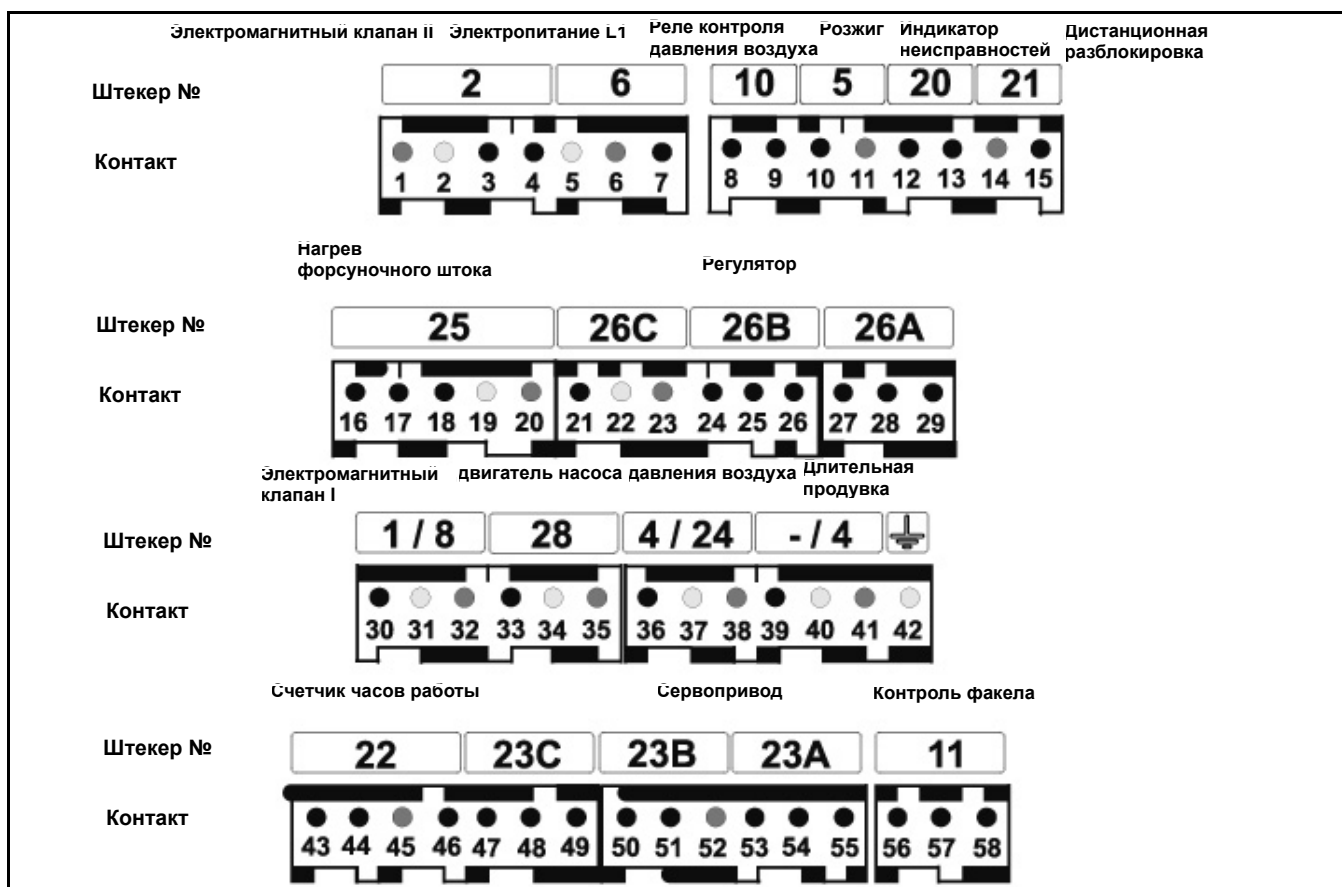 Электромагнитный клапан II Электропитание L1 Реле контроля давления воздуха Розжиг Индикатор неисправностей Дистанционная разблокировка
Штекер № 2 6 10 5 20 21
Контакт
1 2 3 4 5 6 7 8 9 10 11 12 13 14 15
Нагрев форсуночного штока Регулятор
Штекер № 25 26C 26B 26A
Контакт
16 17 18 19 20 21 22 23 24 25 26 27 28 29
Электромагнитный клапан I двигатель насоса давления воздуха Длительная продувка
Штекер № 1 / 8 28 4 / 24 - / 4
Контакт
30 31 32 33 34 35 36 37 38 39 40 41 42
Счетчик часов работы Сервопривод Контроль факела
Штекер № 22 23C 23B 23A 11
Контакт
43 44 45 46 47 48 49 50 51 52 53 54 55 56 57 58